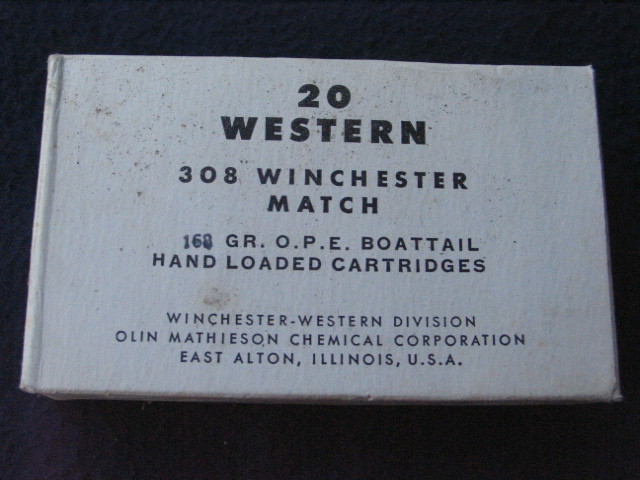 20
WESTERN
308 WINCHESTER
MATCH
168 GR. O.P.E. BOATTAIL
HAND LOADED CARTRIDGES
WINCHESTER-WESTERN DIVISION
OLIN MATHIESON CHEMICAL CORPORATION
EAST ALTON, ILLINOIS, U.S.A.